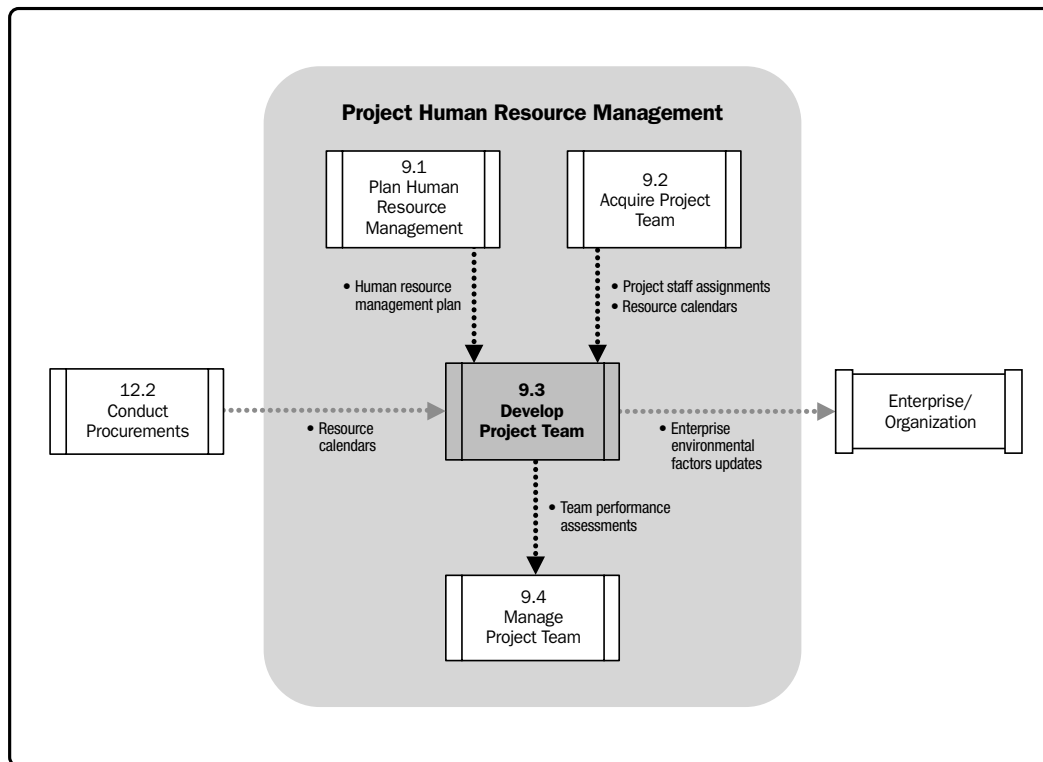 Project Human Resource Management
9.1
Plan Human
Resource
Management
9.2
Acquire Project
Team
• Human resource
management plan
• Project staff assignments
• Resource calendars
12.2
Conduct
Procurements
• Resource
calendars
9.3
Develop
Project Team
• Enterprise
environmental
factors updates
Enterprise/
Organization
• Team performance
assessments
9.4
Manage
Project Team